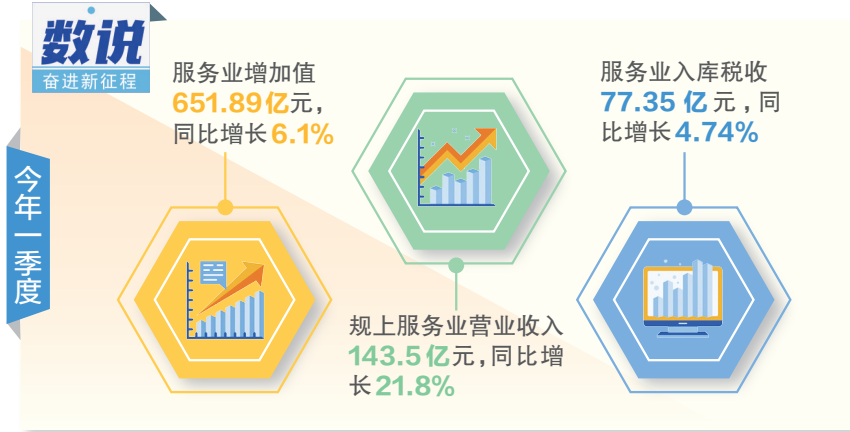 数说
奋进新征程
今年一季度
服务业增加值
651.89亿元，
同比增长6.1%
规上服务业营业收入
143.5亿元，同比增
长21.8%
服务业入库税收
77.35亿元，同
比增长4.74%